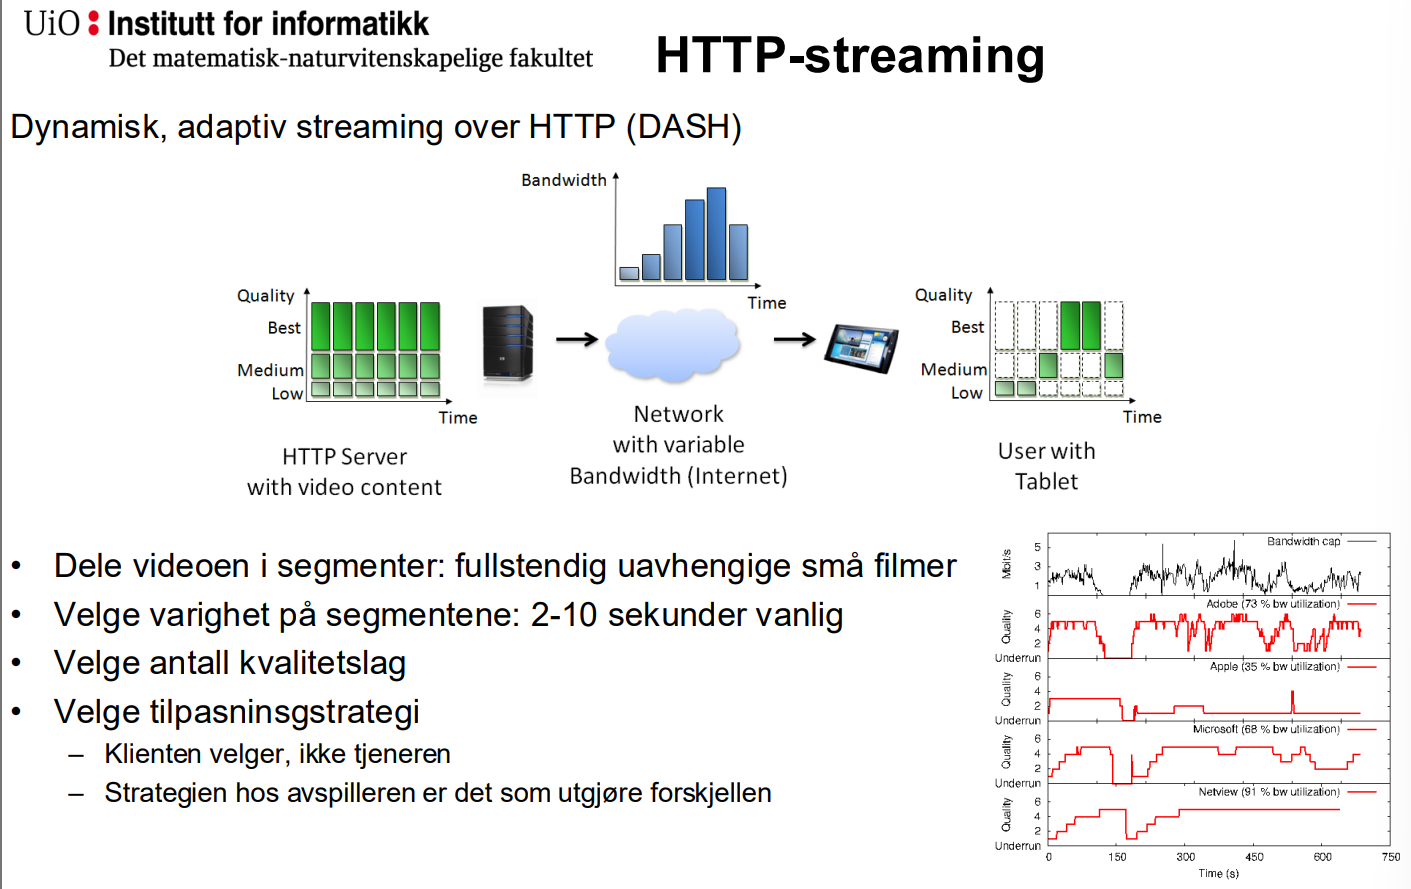 UiO Institutt for informatikk
Det matematisk-naturvitenskapelige fakultet
HTTP-streaming
Dynamisk, adaptiv streaming over HTTP (DASH)
Bandwidth
Time
Quality
Best
Medium
Low
Time
HTTP Server
with video content
Network
with variable
Bandwidth (Internet)
Quality
Best
Medium
Low
Time
User with
Tablet
• Dele videoen i segmenter: fullstendig uavhengige små filmer
• Velge varighet på segmentene: 2-10 sekunder vanlig
• Velge antall kvalitetslag
• Velge tilpasninsgstrategi
– Klienten velger, ikke tjeneren
– Strategien hos avspilleren er det som utgjøre forskjellen
Bandwidth cap
Mbit/s
5
3
1
Adobe (73 % bw utilization)
Quality
6
4
2
Underrun
Apple (35 % bw utilization)
Quality
6
4
2
Underrun
Microsoft (68 % bw utilization)
Quality
6
4
2
Underrun
Netview (91 % bw utilization)
Quality
6
4
2
Underrun
0 150 300 450 600 750
Time (s)